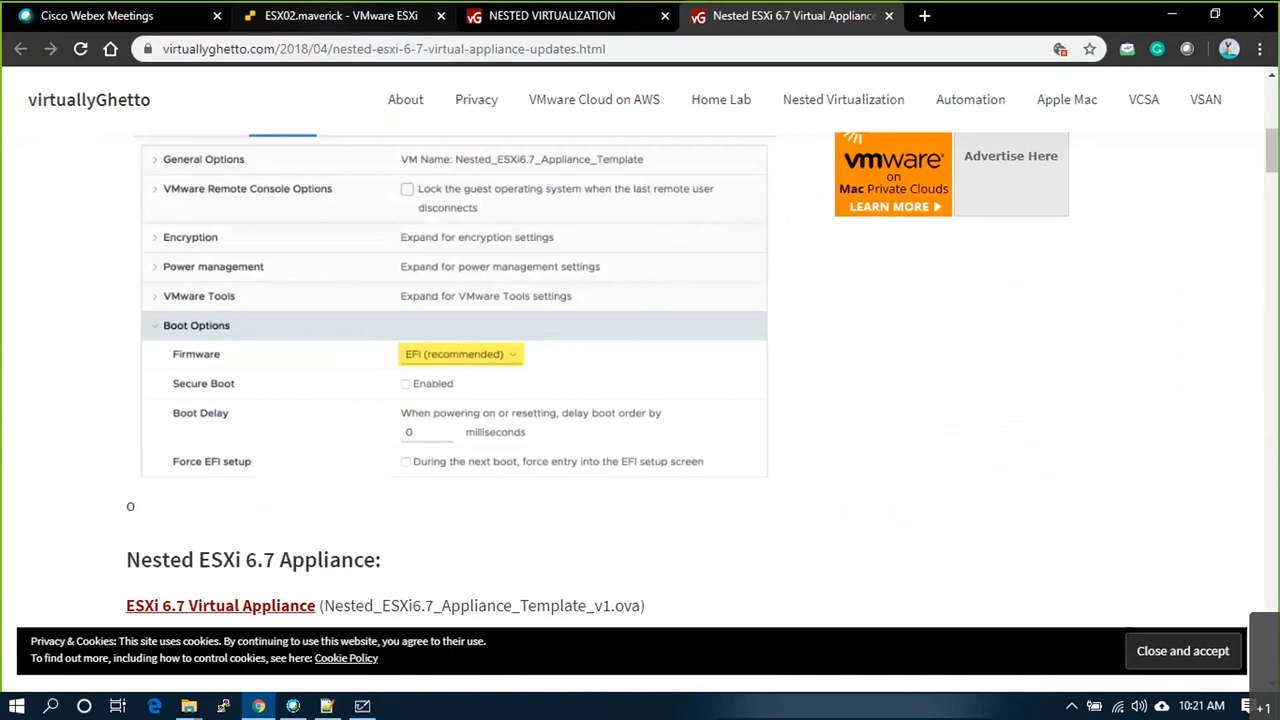 Cisco Webex Meetings
ESX02.maverick - VMware ESXi
NESTED VIRTUALIZATION
Nested ESXi 6.7 Virtual Appliance
virtuallyghetto.com/2018/04/nested-esxi-6-7-virtual-appliance-updates.html
virtuallyGhetto
About
Privacy
VMware Cloud on AWS
Home Lab
Nested Virtualization
Automation
Apple Mac
VCSA
VSAN
General Options
VM Name: Nested_ESXi6.7_Appliance_Template
VMware Remote Console Options
Lock the guest operating system when the last remote user
disconnects
Encryption
Expand for encryption settings
Power management
Expand for power management settings
VMware Tools
Expand for VMware Tools settings
Boot Options
Firmware
EFI (recommended)
Secure Boot
Enabled
Boot Delay
When powering on or resetting, delay boot order by
0 milliseconds
Force EFI setup
During the next boot, force entry into the EFI setup screen
vmware
on
Mac Private Clouds
LEARN MORE
Advertise Here
o
Nested ESXi 6.7 Appliance:
ESXi 6.7 Virtual Appliance (Nested_ESXi6.7_Appliance_Template_v1.ova)
Privacy & Cookies: This site uses cookies. By continuing to use this website, you agree to their use.
To find out more, including how to control cookies, see here: Cookie Policy
Close and accept
10:21 AM
+1